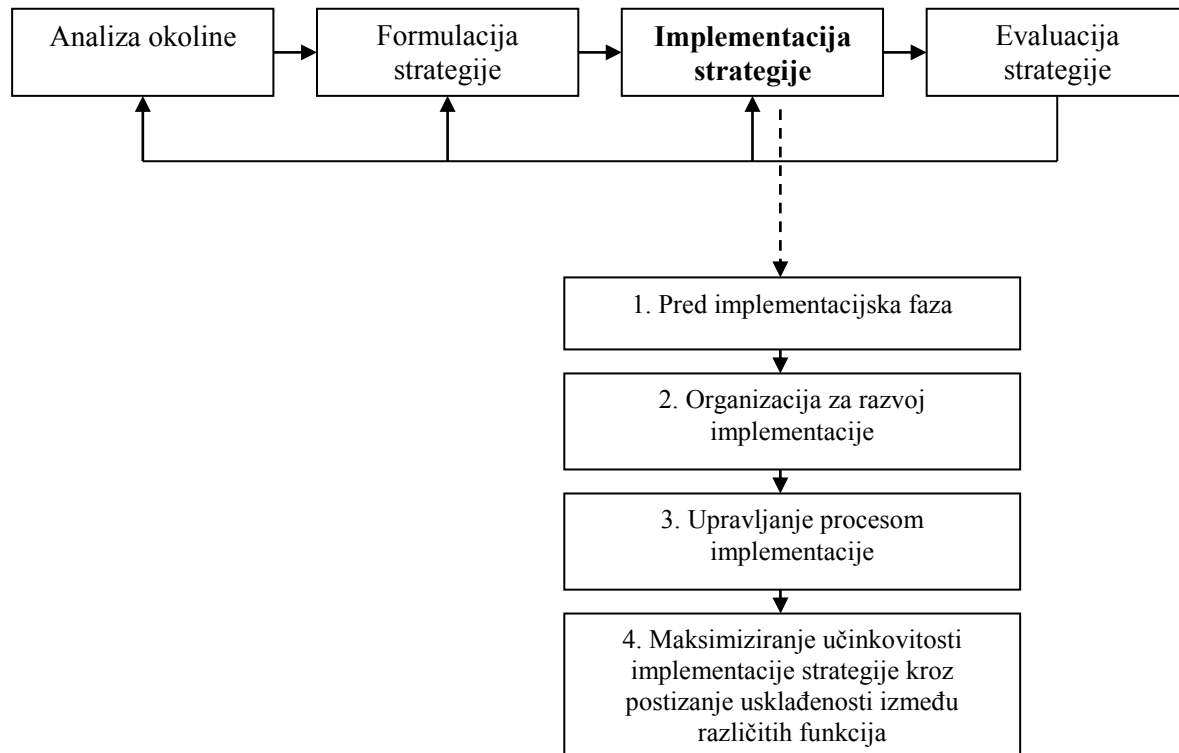 Analiza okoline
Formulacija
strategije
Implementacija
strategije
Evaluacija
strategije
1. Pred implementacijska faza
2. Organizacija za razvoj
implementacije
3. Upravljanje procesom
implementacije
4. Maksimiziranje učinkovitosti
implementacije strategije kroz
postizanje usklađenosti između
različitih funkcija